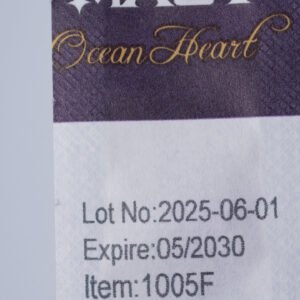 Ocean Heart
Lot No:2025-06-01
Expire:05/2030
Item:1005F